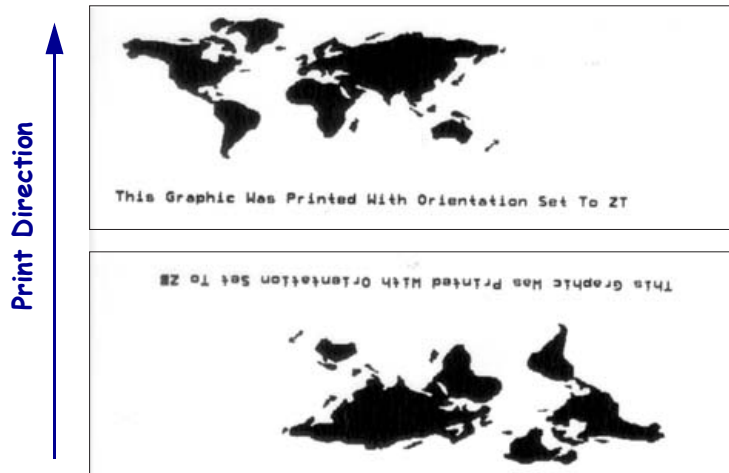 Print Direction
This Graphic Was Printed With Orientation Set To ZT
This Graphic Was Printed With Orientation Set To ZB